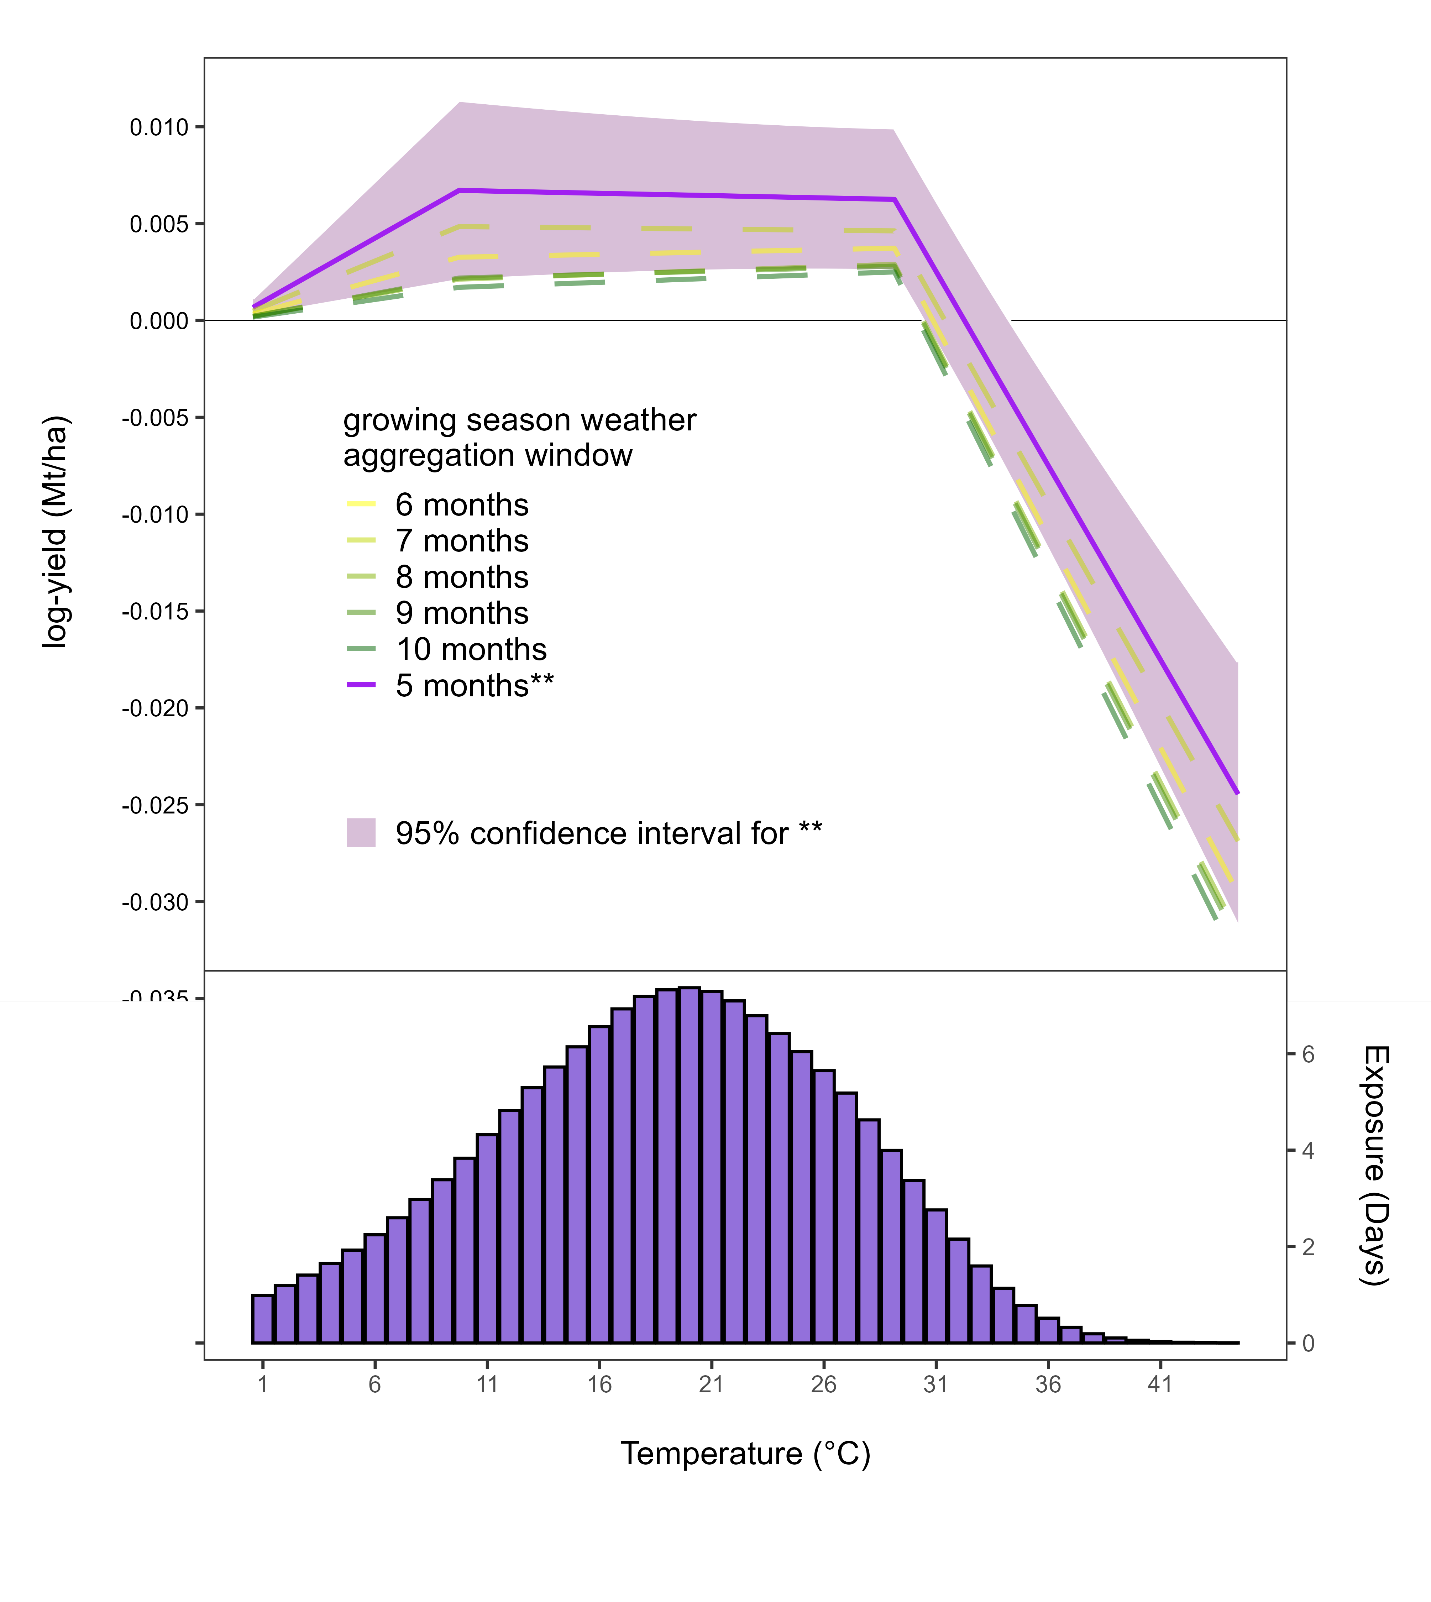 0.010
0.005
0.000
-0.005
-0.010
-0.015
-0.020
-0.025
-0.030
-0.035
log-yield (Mt/ha)
growing season weather
aggregation window
6 months
7 months
8 months
9 months
10 months
5 months**
95% confidence interval for **
6
4
2
0
Exposure (Days)
1 6 11 16 21 26 31 36 41
Temperature (°C)